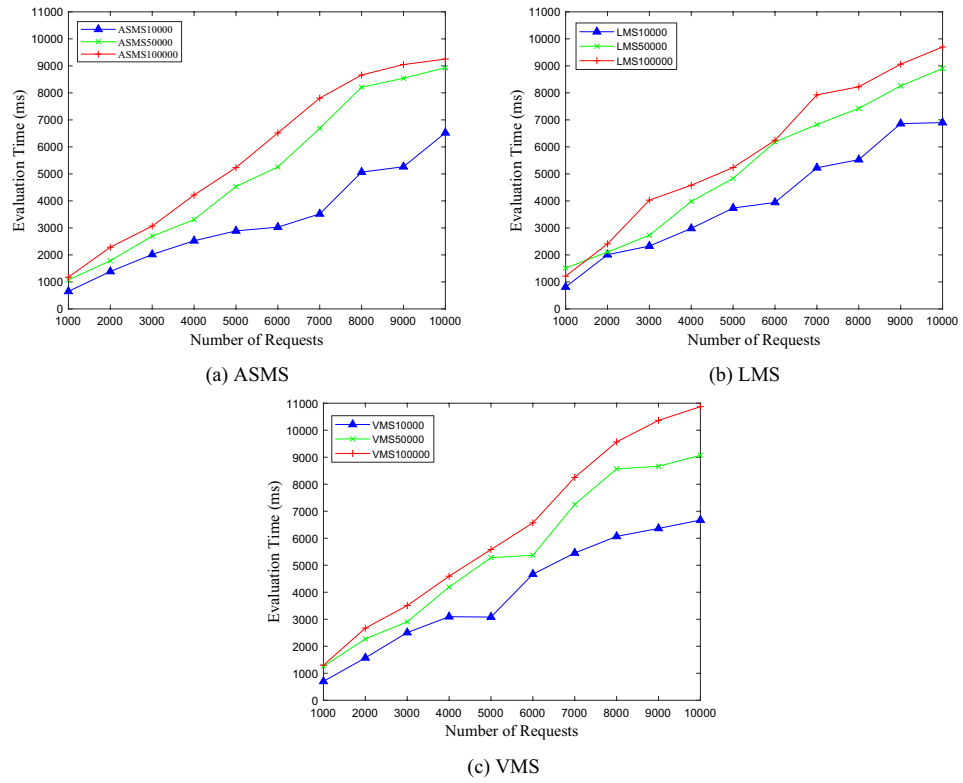 11000
10000
9000
8000
7000
6000
5000
4000
3000
2000
1000
0
Evaluation Time (ms)
ASMS10000
ASMS50000
ASMS100000
1000 2000 3000 4000 5000 6000 7000 8000 9000 10000
Number of Requests
(a) ASMS
11000
10000
9000
8000
7000
6000
5000
4000
3000
2000
1000
0
Evaluation Time (ms)
LMS10000
LMS50000
LMS100000
1000 2000 3000 4000 5000 6000 7000 8000 9000 10000
Number of Requests
(b) LMS
11000
10000
9000
8000
7000
6000
5000
4000
3000
2000
1000
0
Evaluation Time (ms)
VMS10000
VMS50000
VMS100000
1000 2000 3000 4000 5000 6000 7000 8000 9000 10000
Number of Requests
(c) VMS